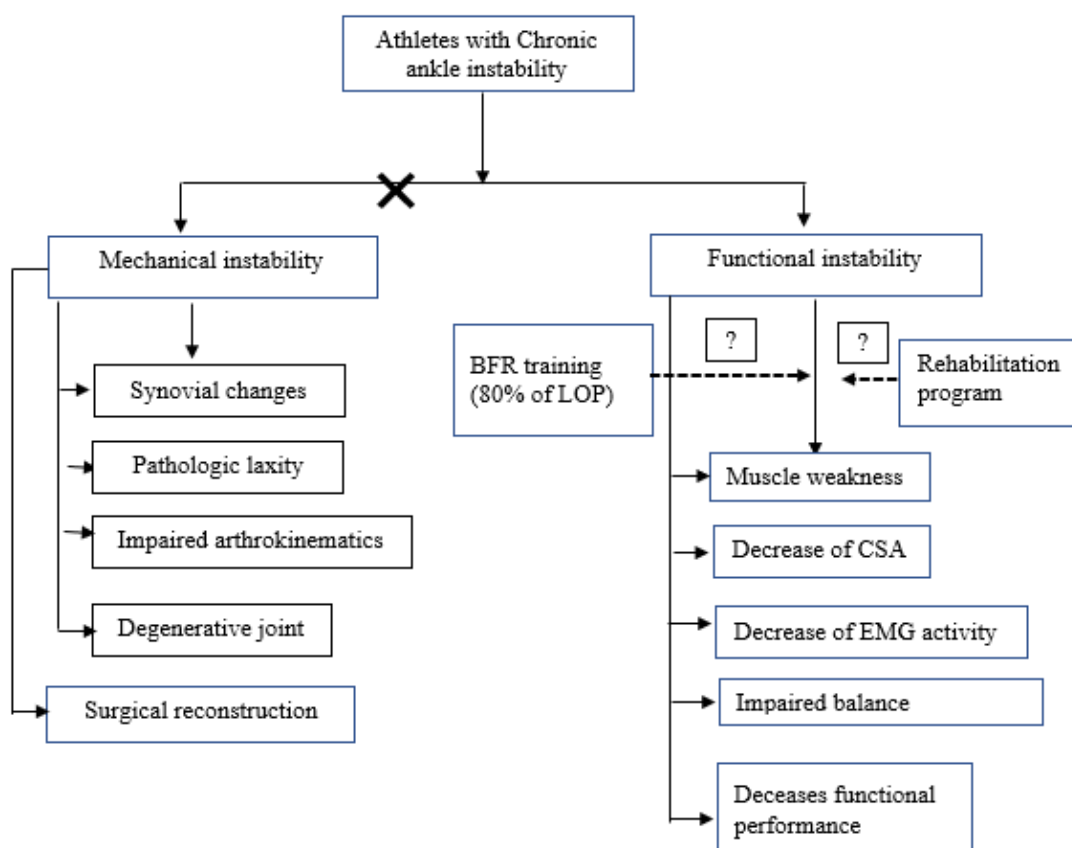 Athletes with Chronic
ankle instability
Mechanical instability
Functional instability
BFR training
(80% of LOP)
?
?
Rehabilitation
program
Synovial changes
Pathologic laxity
Impaired arthrokinematics
Degenerative joint
Surgical reconstruction
Muscle weakness
Decrease of CSA
Decrease of EMG activity
Impaired balance
Deceases functional
performance